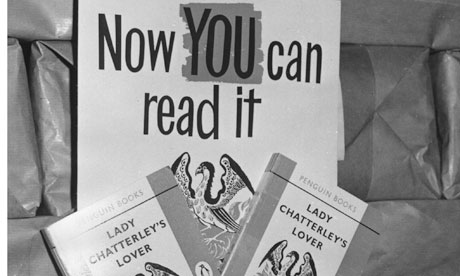 Now YOU can
read it
PENGUIN BOOKS
LADY
CHATTERLEY'S
LOVER
PENGUIN BOOKS
LADY
CHATTERLEY'S
LOVER